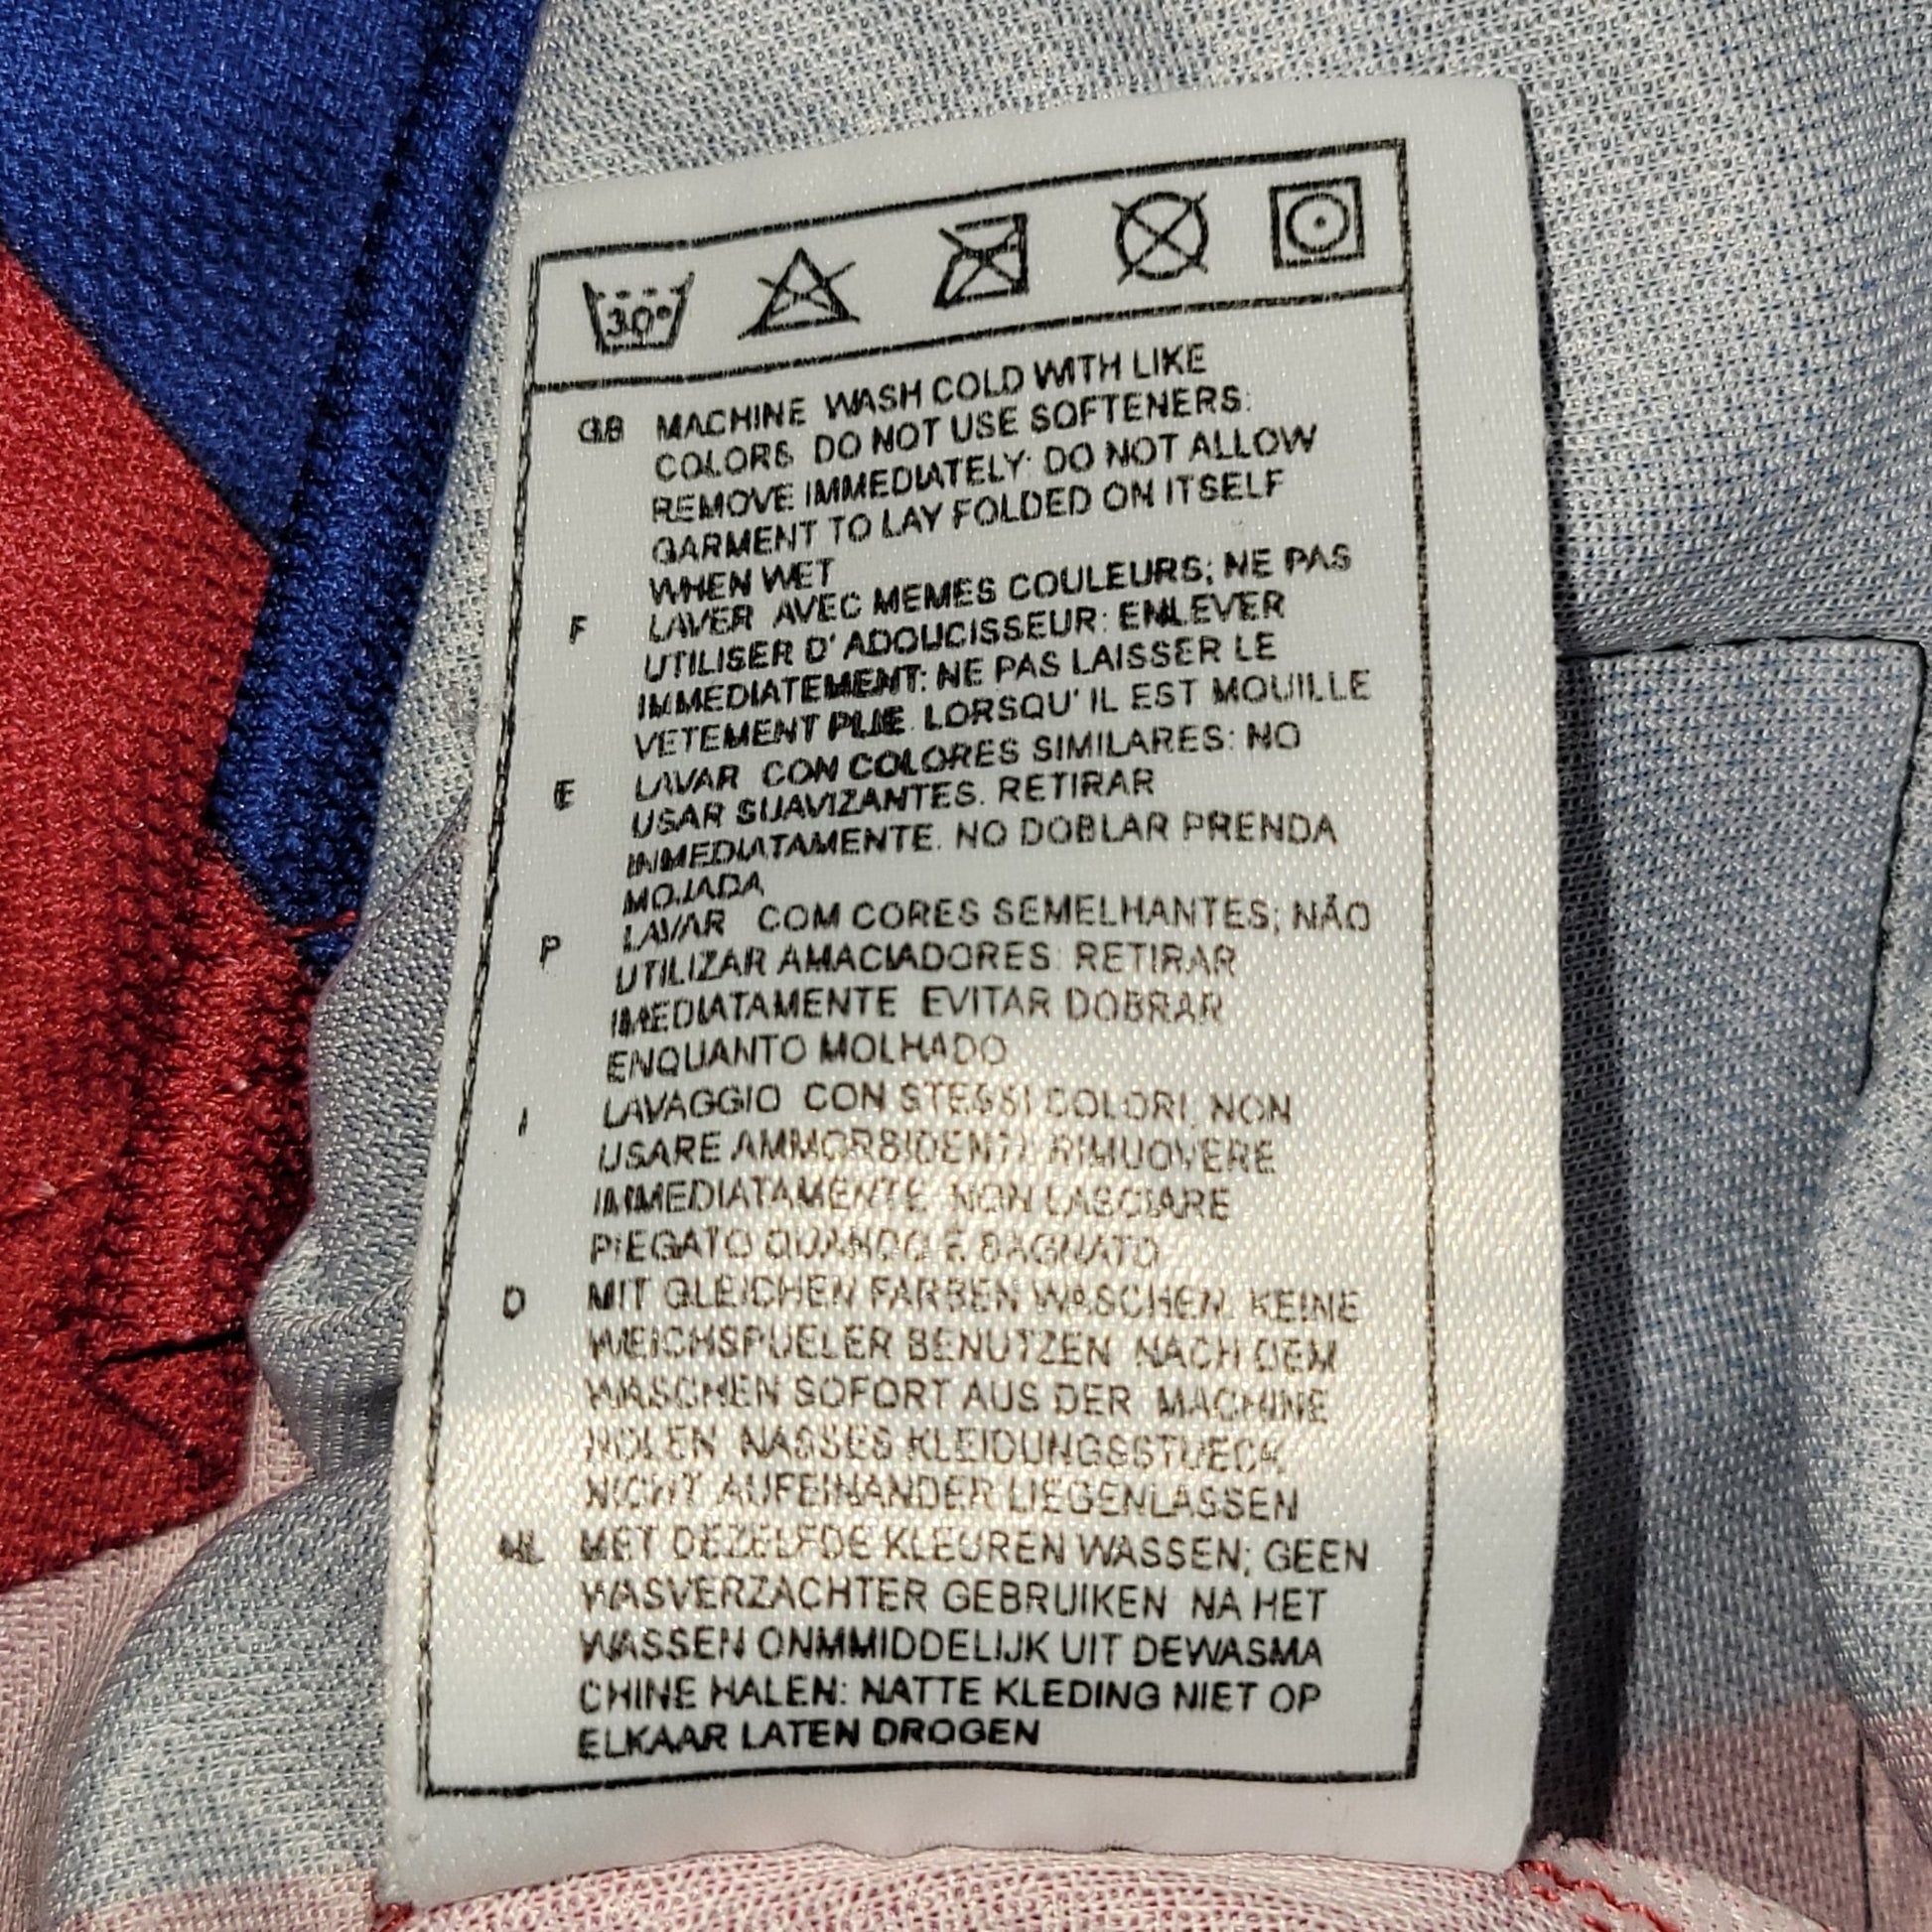 30°
GB MACHINE WASH COLD WITH LIKE
COLORS DO NOT USE SOFTENERS:
REMOVE IMMEDIATELY: DO NOT ALLOW
GARMENT TO LAY FOLDED ON ITSELF
WHEN WET
F LAVER AVEC MEMES COULEURS; NE PAS
UTILISER D' ADOUCISSEUR: ENLEVER
IMMEDIATEMENT: NE PAS LAISSER LE
VETEMENT PLIE. LORSQU' IL EST MOUILLE
E LAVAR CON COLORES SIMILARES: NO
USAR SUAVIZANTES. RETIRAR
INMEDIATAMENTE. NO DOBLAR PRENDA
MOJADA
P LAVAR COM CORES SEMELHANTES; NÃO
UTILIZAR AMACIADORES: RETIRAR
IMEDIATAMENTE EVITAR DOBRAR
ENQUANTO MOLHADO
I LAVAGGIO CON STESSI COLORI; NON
USARE AMMORBIDENTI: RIMUOVERE
IMMEDIATAMENTE NON LASCIARE
PIEGATO QUANDO E BAGNATO
D MIT GLEICHEN FARBEN WASCHEN. KEINE
WEICHSPUELER BENUTZEN NACH DEM
WASCHEN SOFORT AUS DER MACHINE
HOLEN NASSES KLEIDUNGSSTUECK
NICHT AUFEINANDER LIEGENLASSEN
NL MET DEZELFDE KLEUREN WASSEN; GEEN
WASVERZACHTER GEBRUIKEN NA HET
WASSEN ONMMIDDELIJK UIT DEWASMA
CHINE HALEN: NATTE KLEDING NIET OP
ELKAAR LATEN DROGEN